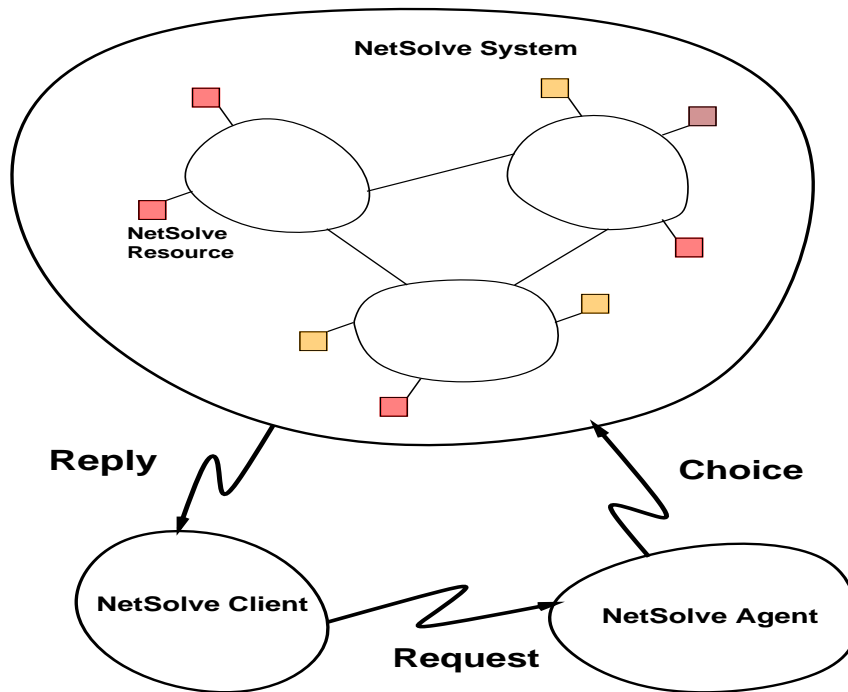 NetSolve System
NetSolve
Resource
Reply
Choice
NetSolve Client
NetSolve Agent
Request